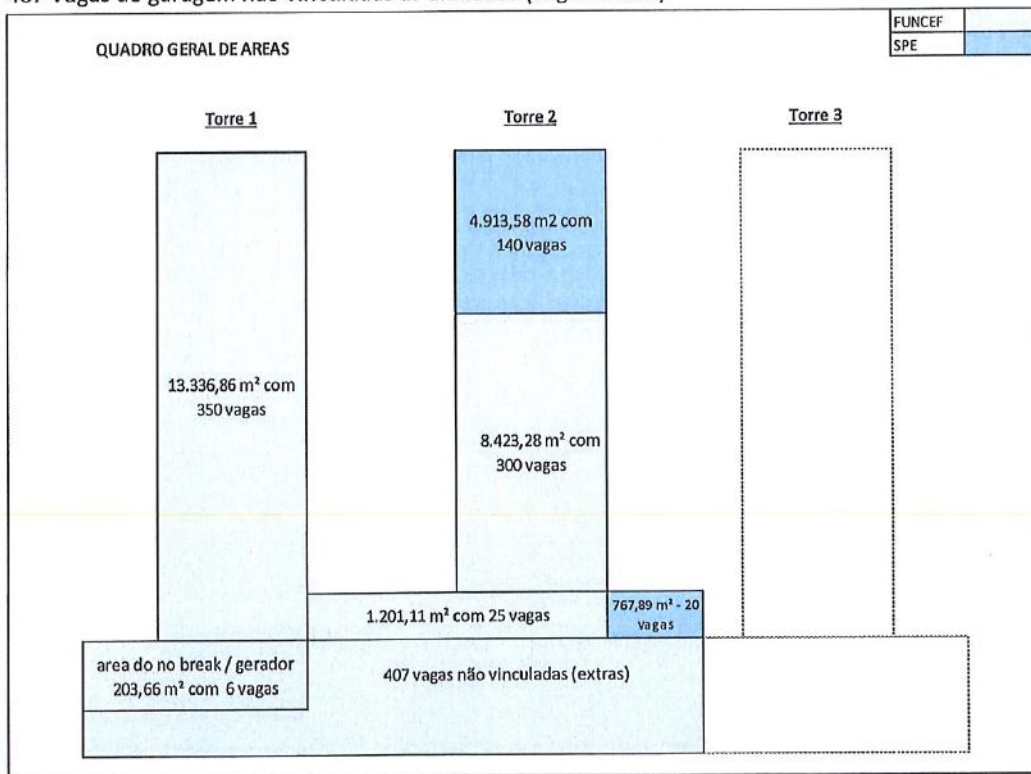 FUNCEF
SPE
QUADRO GERAL DE AREAS
Torre 1
Torre 2
Torre 3
4.913,58 m2 com
140 vagas
13.336,86 m² com
350 vagas
8.423,28 m² com
300 vagas
1.201,11 m² com 25 vagas
767,89 m² - 20
vagas
area do no break / gerador
203,66 m² com 6 vagas
407 vagas não vinculadas (extras)